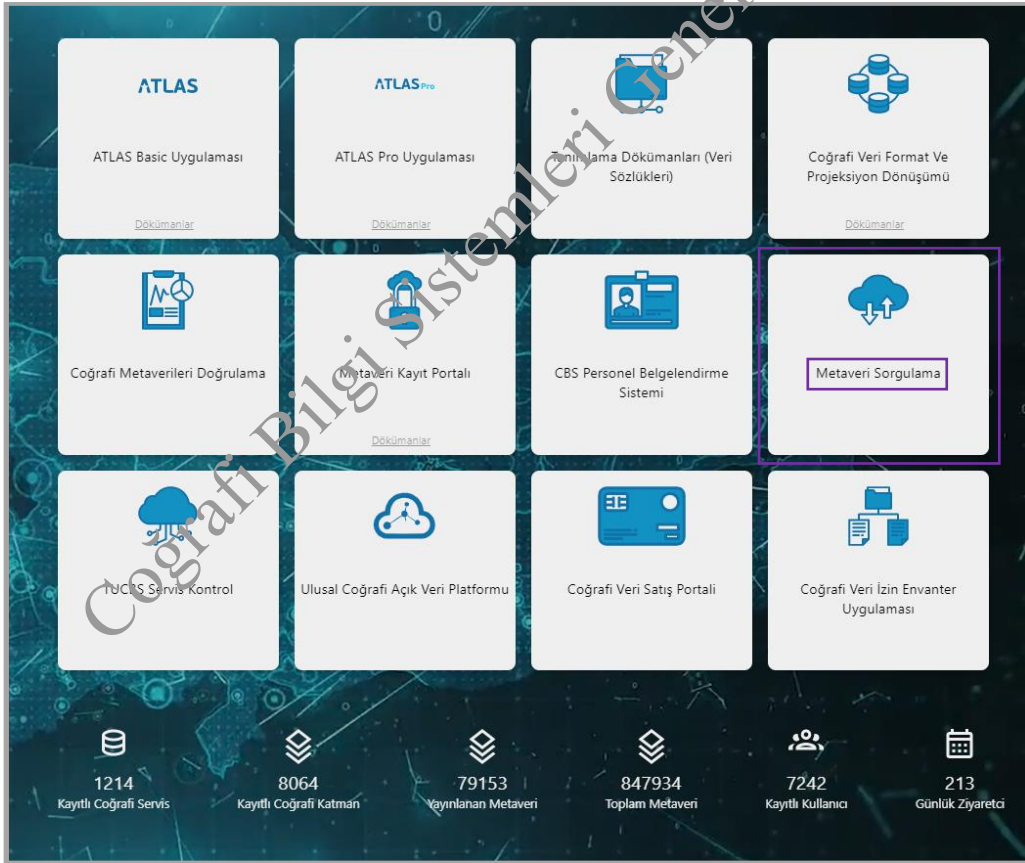 ATLAS
ATLAS Pro
ATLAS Basic Uygulaması
ATLAS Pro Uygulaması
Tanımlama Dökümanları (Veri
Sözlükleri)
Coğrafi Veri Format Ve
Projeksiyon Dönüşümü
Dökümanlar
Dökümanlar
Dökümanlar
Coğrafi Metaverileri Doğrulama
Metaveri Kayıt Portalı
CBS Personel Belgelendirme
Sistemi
Metaveri Sorgulama
Dökümanlar
TUCBS Servis Kontrol
Ulusal Coğrafi Açık Veri Platformu
Coğrafi Veri Satış Portali
Coğrafi Veri İzin Envanter
Uygulaması
1214
Kayıtlı Coğrafi Servis
8064
Kayıtlı Coğrafi Katman
79153
Yayınlanan Metaveri
847934
Toplam Metaveri
7242
Kayıtlı Kullanıcı
213
Günlük Ziyaretci
Coğrafi Bilgi Sistemleri